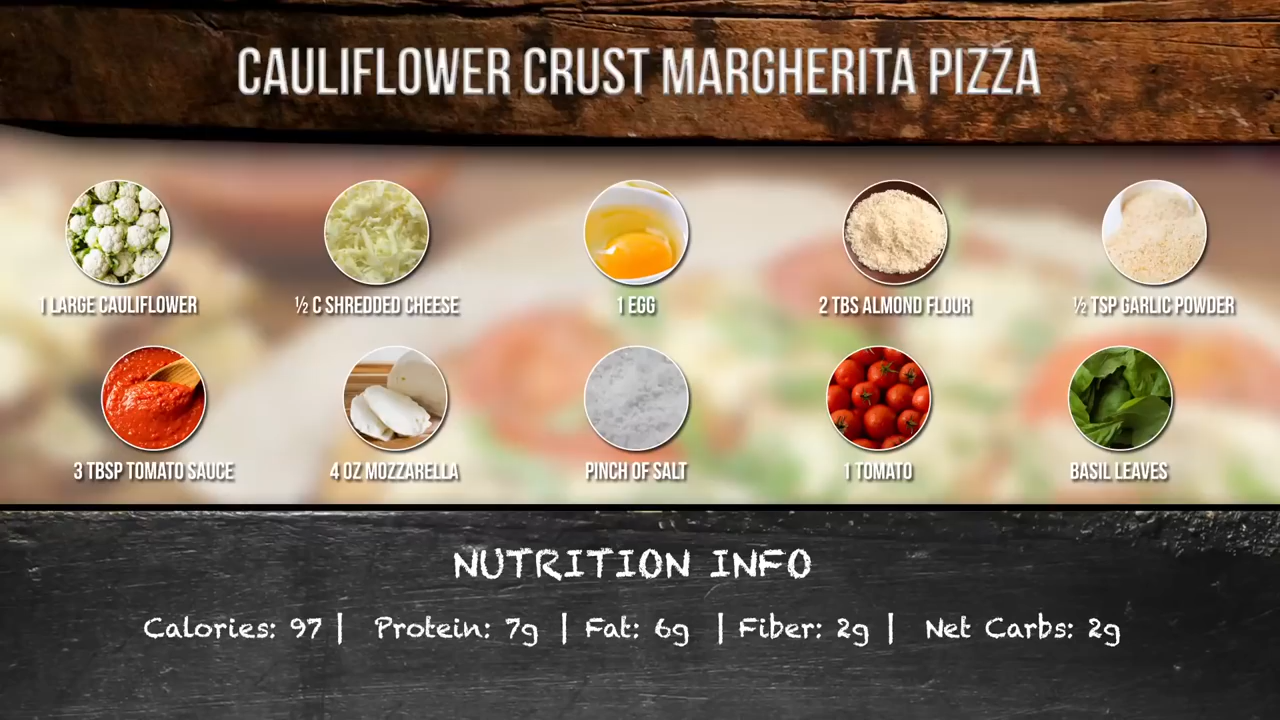 CAULIFLOWER CRUST MARGHERITA PIZZA
1 LARGE CAULIFLOWER
½ C SHREDDED CHEESE
1 EGG
2 TBS ALMOND FLOUR
½ TSP GARLIC POWDER
3 TBSP TOMATO SAUCE
4 OZ MOZZARELLA
PINCH OF SALT
1 TOMATO
BASIL LEAVES
NUTRITION INFO
Calories: 97 | Protein: 7g | Fat: 6g | Fiber: 2g | Net Carbs: 2g